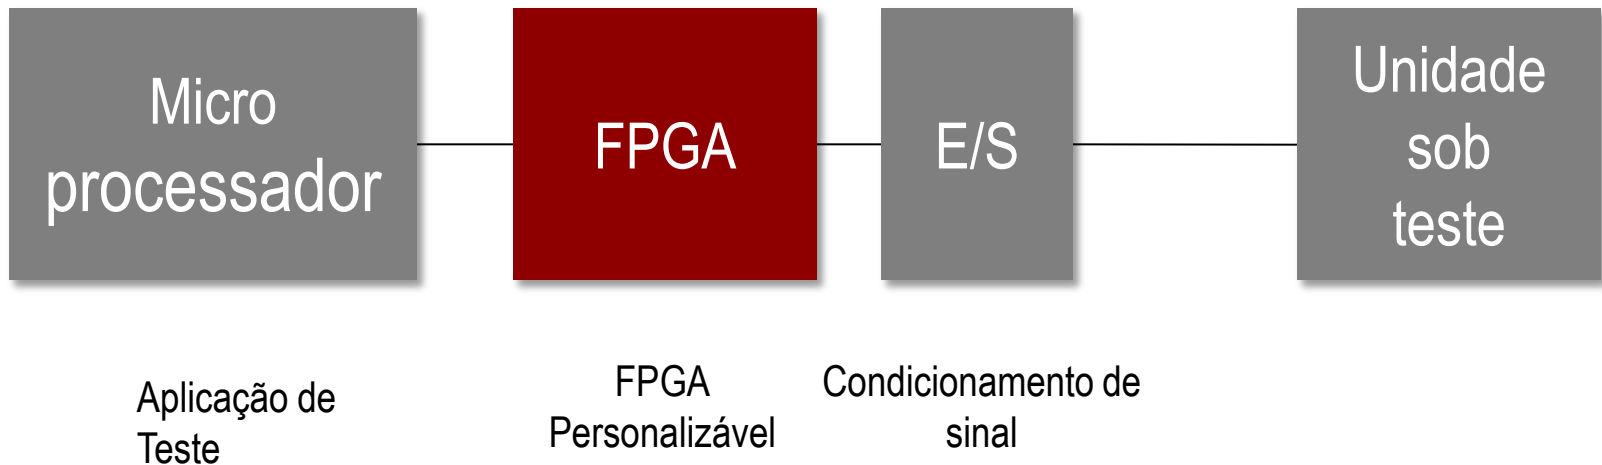 Micro
processador
FPGA
E/S
Unidade
sob
teste
Aplicação de
Teste
FPGA
Personalizável
Condicionamento de
sinal